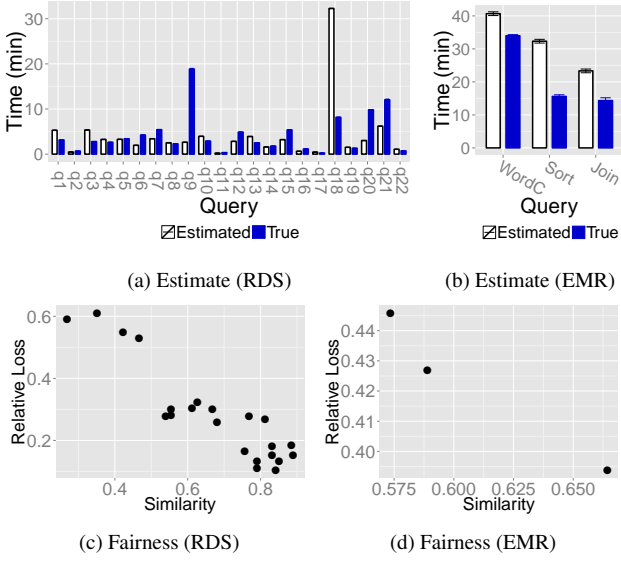 Time (min)
30
20
10
0
q1 q2 q3 q4 q5 q6 q7 q8 q9 q10 q11 q12 q13 q14 q15 q16 q17 q18 q19 q20 q21 q22
Query
Estimated True
(a) Estimate (RDS)
Time (min)
40
30
20
10
0
WordC Sort Join
Query
Estimated True
(b) Estimate (EMR)
Relative Loss
0.6
0.4
0.2
0.4 0.6 0.8
Similarity
(c) Fairness (RDS)
Relative Loss
0.44
0.43
0.42
0.41
0.40
0.575 0.600 0.625 0.650
Similarity
(d) Fairness (EMR)